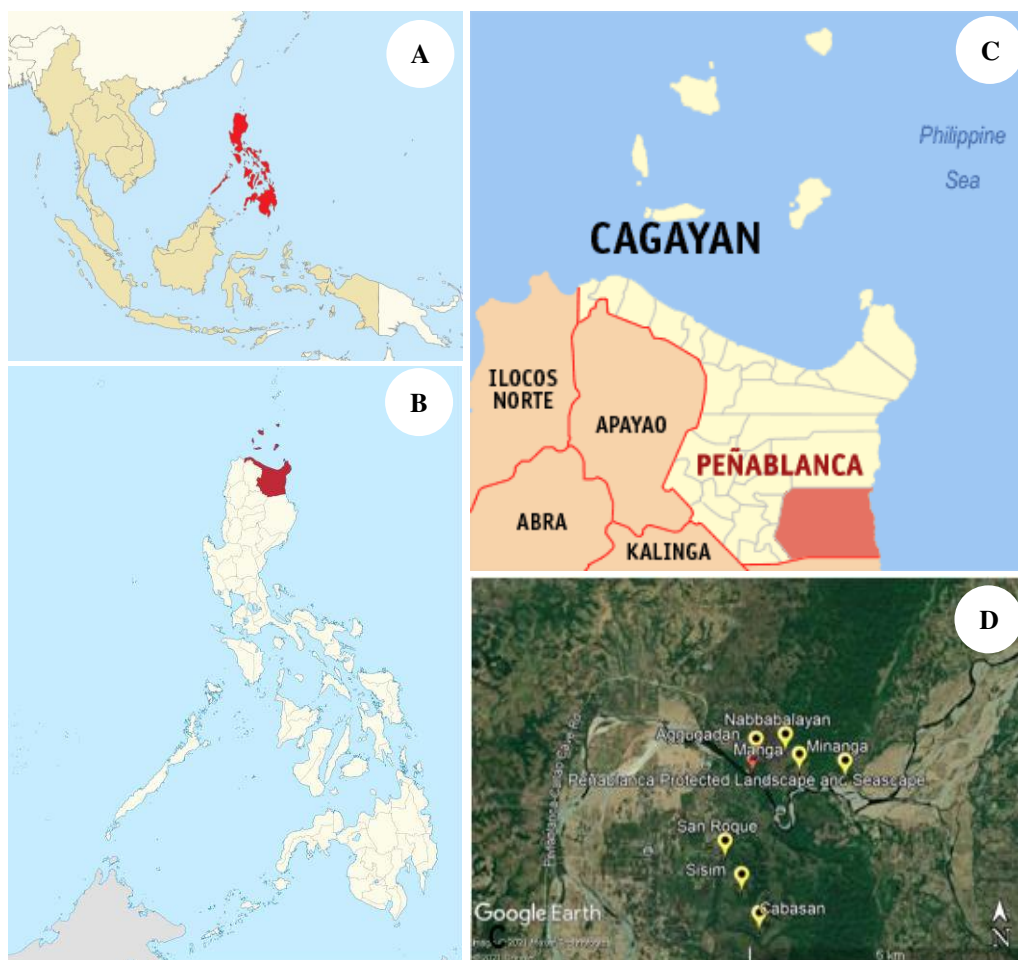 A
B
C
Philippine
Sea
CAGAYAN
ILOCOS
NORTE
APAYAO
PEÑABLANCA
ABRA
KALINGA
D
Nabbabalayan
Aggugadan
Manga
Minanga
Peñablanca Protected Landscape and Seascape
San Roque
Sisim
Cabasan
Google Earth
C
6 km
N